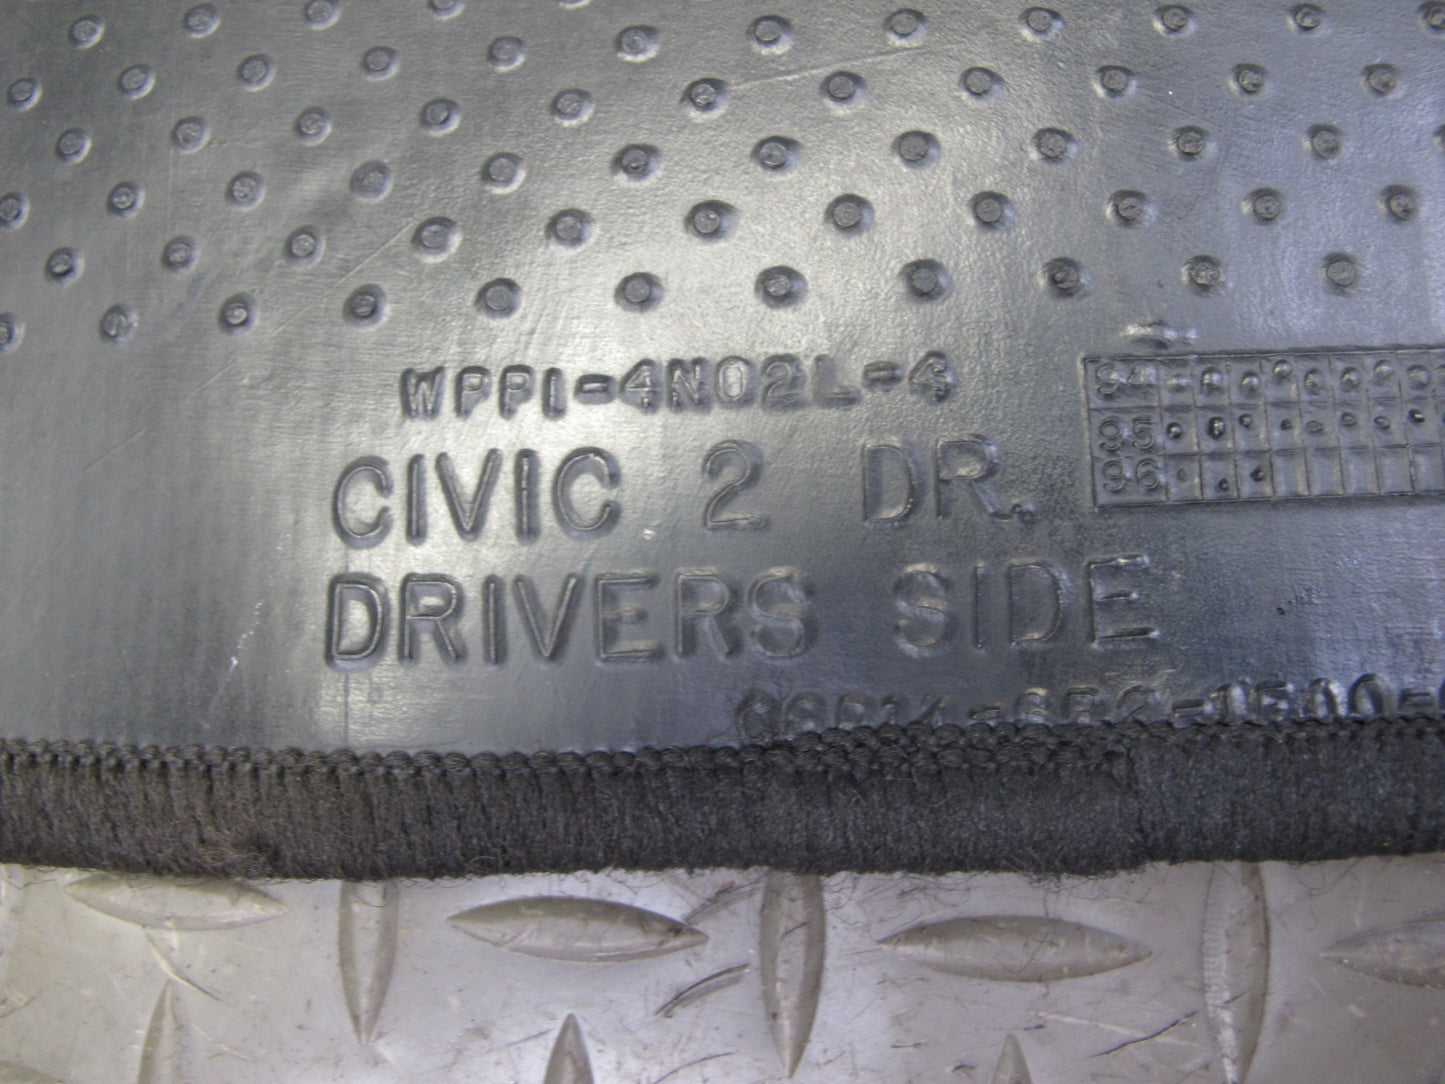 WPPI-4N02L-4
CIVIC 2 DR.
DRIVERS SIDE
94
95
96